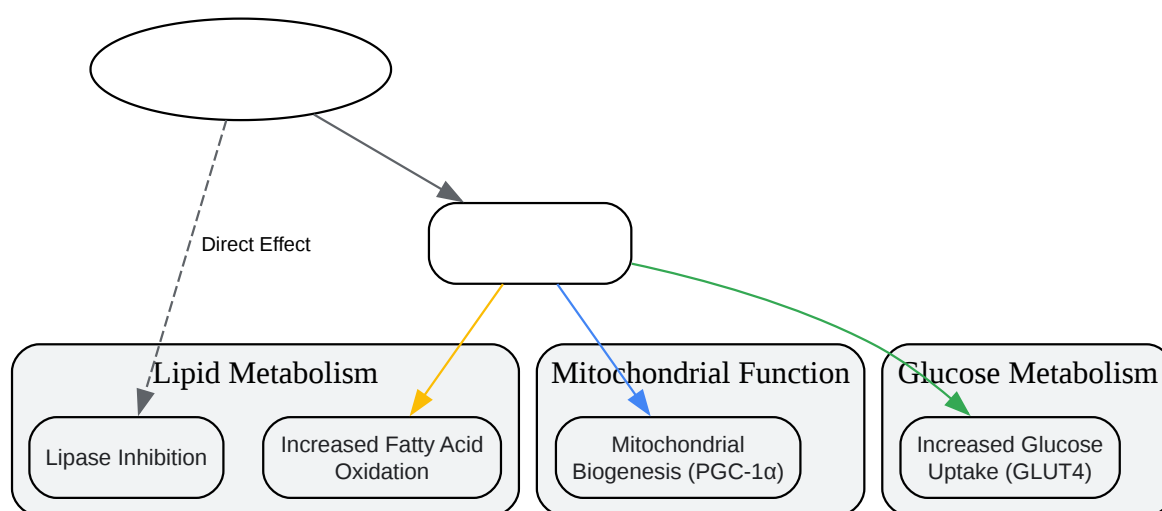 Direct Effect
Lipid Metabolism
Mitochondrial Function
Glucose Metabolism
Lipase Inhibition
Increased Fatty Acid
Oxidation
Mitochondrial
Biogenesis (PGC-1α)
Increased Glucose
Uptake (GLUT4)